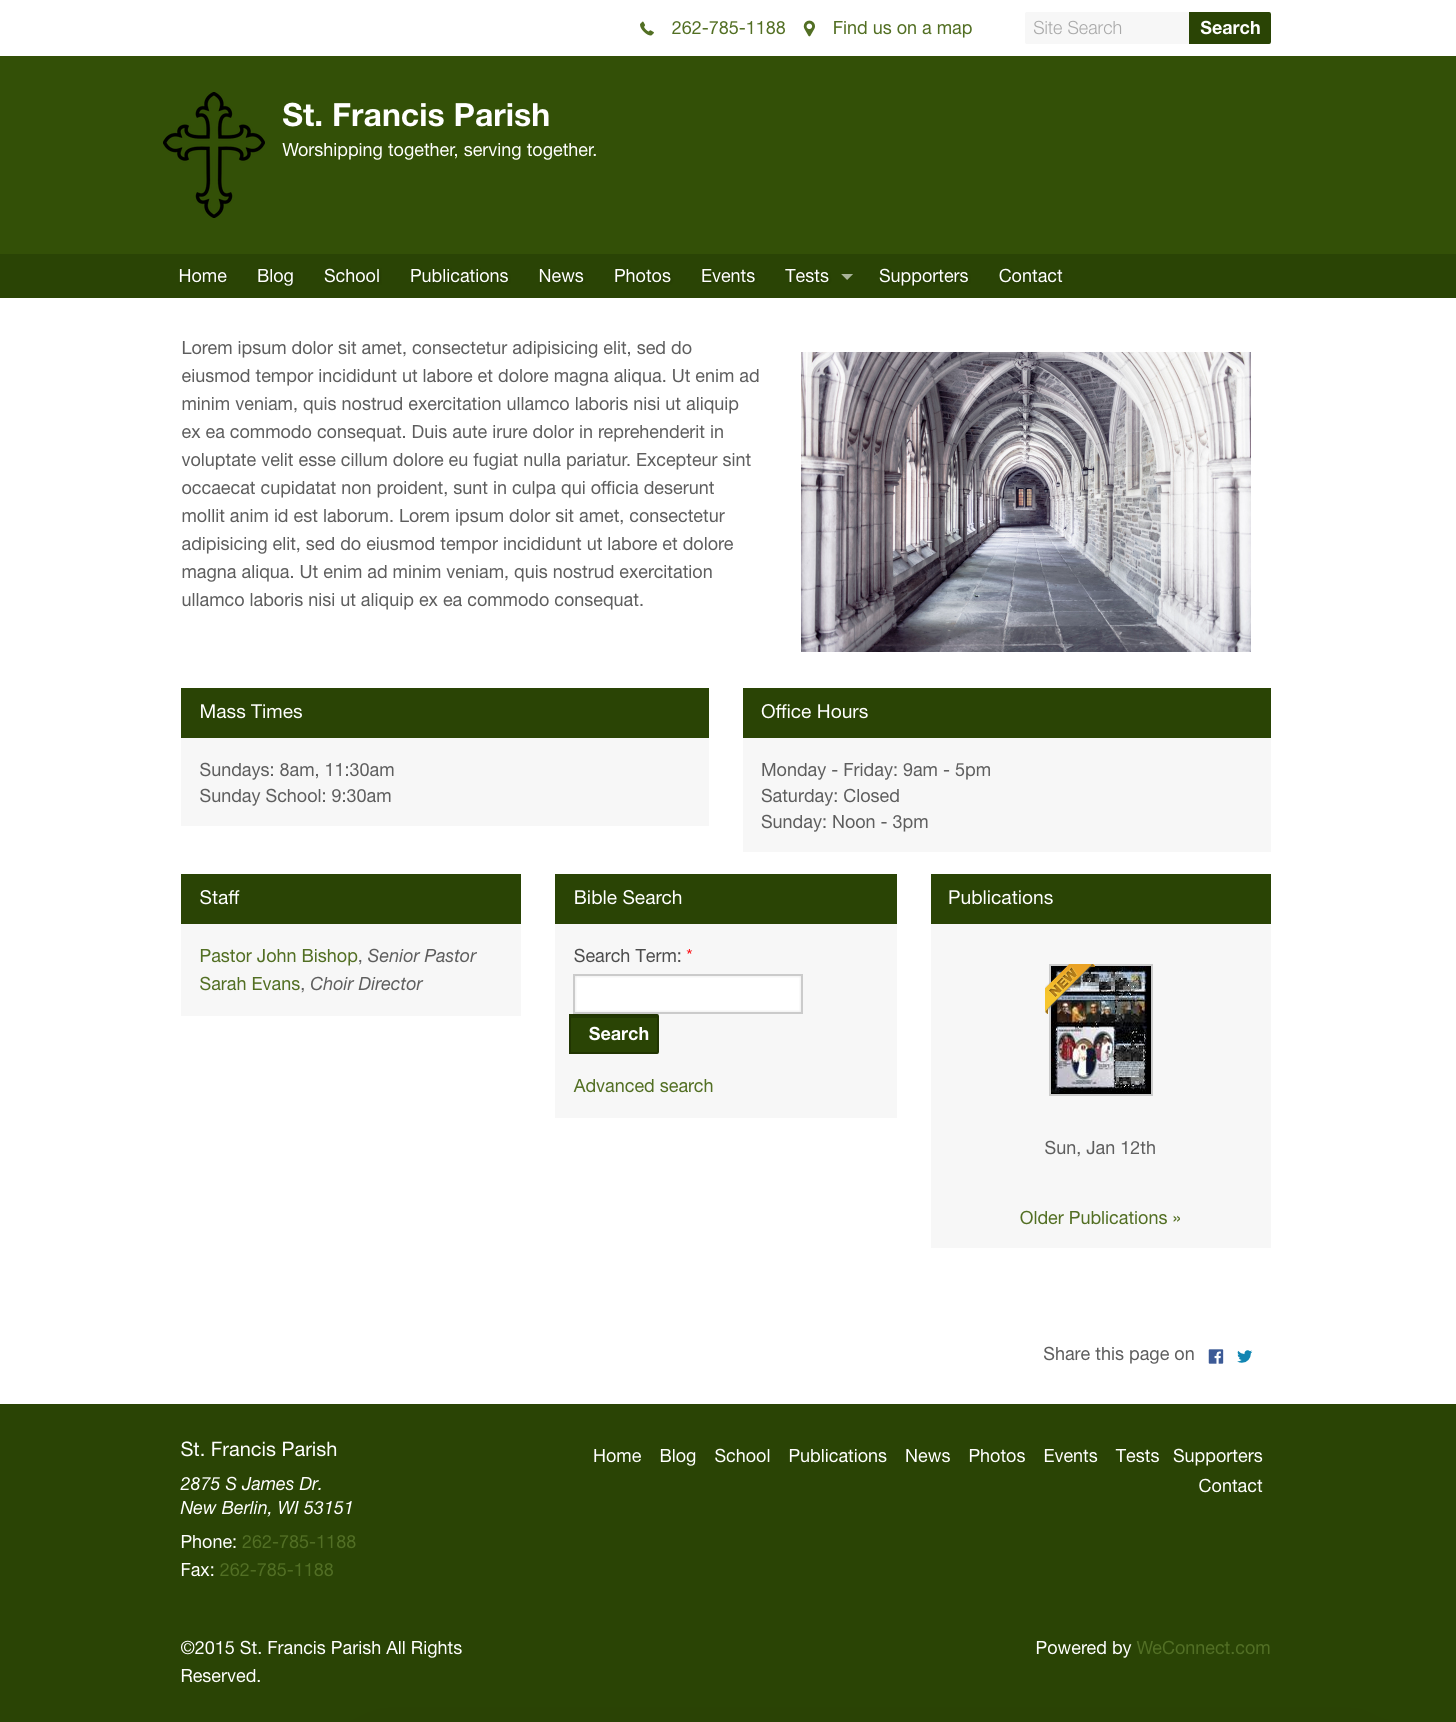 262-785-1188 Find us on a map Site Search Search
St. Francis Parish
Worshipping together, serving together.
Home Blog School Publications News Photos Events Tests Supporters Contact
Lorem ipsum dolor sit amet, consectetur adipisicing elit, sed do
eiusmod tempor incididunt ut labore et dolore magna aliqua. Ut enim ad
minim veniam, quis nostrud exercitation ullamco laboris nisi ut aliquip
ex ea commodo consequat. Duis aute irure dolor in reprehenderit in
voluptate velit esse cillum dolore eu fugiat nulla pariatur. Excepteur sint
occaecat cupidatat non proident, sunt in culpa qui officia deserunt
mollit anim id est laborum. Lorem ipsum dolor sit amet, consectetur
adipisicing elit, sed do eiusmod tempor incididunt ut labore et dolore
magna aliqua. Ut enim ad minim veniam, quis nostrud exercitation
ullamco laboris nisi ut aliquip ex ea commodo consequat.
Mass Times
Sundays: 8am, 11:30am
Sunday School: 9:30am
Office Hours
Monday - Friday: 9am - 5pm
Saturday: Closed
Sunday: Noon - 3pm
Staff
Pastor John Bishop, Senior Pastor
Sarah Evans, Choir Director
Bible Search
Search Term: *
Search
Advanced search
Publications
NEW
Sun, Jan 12th
Older Publications »
Share this page on
St. Francis Parish
2875 S James Dr.
New Berlin, WI 53151
Phone: 262-785-1188
Fax: 262-785-1188
Home Blog School Publications News Photos Events Tests Supporters
Contact
©2015 St. Francis Parish All Rights
Reserved.
Powered by WeConnect.com